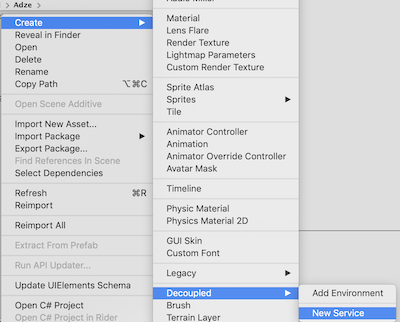 Adze
Create
Reveal in Finder
Open
Delete
Rename
Copy Path ⌥⌘C
Open Scene Additive
Import New Asset...
Import Package
Export Package...
Find References In Scene
Select Dependencies
Refresh ⌘R
Reimport
Reimport All
Extract From Prefab
Run API Updater...
Update UIElements Schema
Open C# Project
Open C# Project in Rider
Material
Lens Flare
Render Texture
Lightmap Parameters
Custom Render Texture
Sprite Atlas
Sprites
Tile
Animator Controller
Animation
Animator Override Controller
Avatar Mask
Timeline
Physic Material
Physics Material 2D
GUI Skin
Custom Font
Legacy
Decoupled
Brush
Terrain Layer
Add Environment
New Service